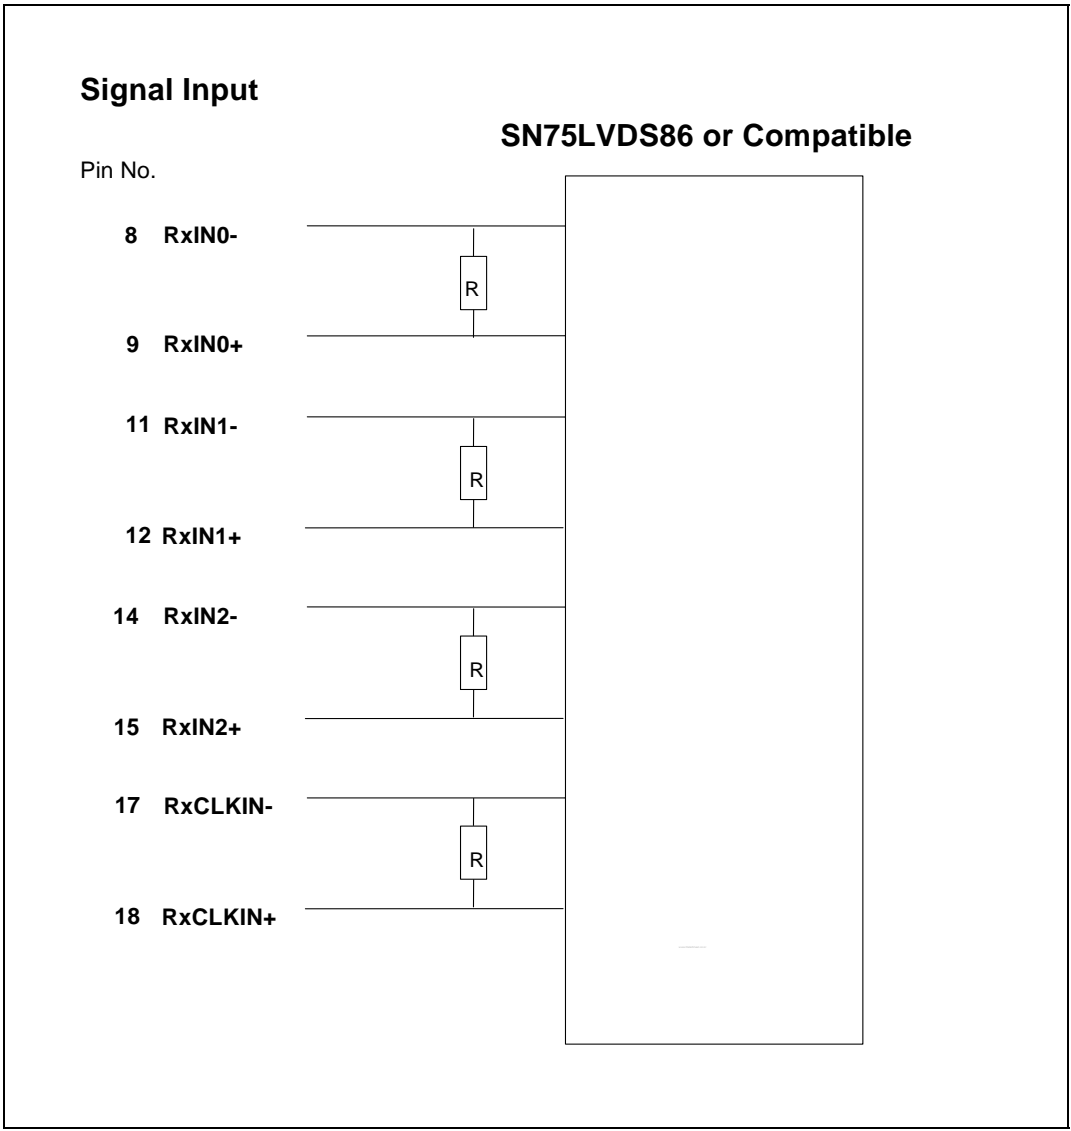 Signal Input
SN75LVDS86 or Compatible
Pin No.
8 RxIN0-
R
9 RxIN0+
11 RxIN1-
R
12 RxIN1+
14 RxIN2-
R
15 RxIN2+
17 RxCLKIN-
R
18 RxCLKIN+